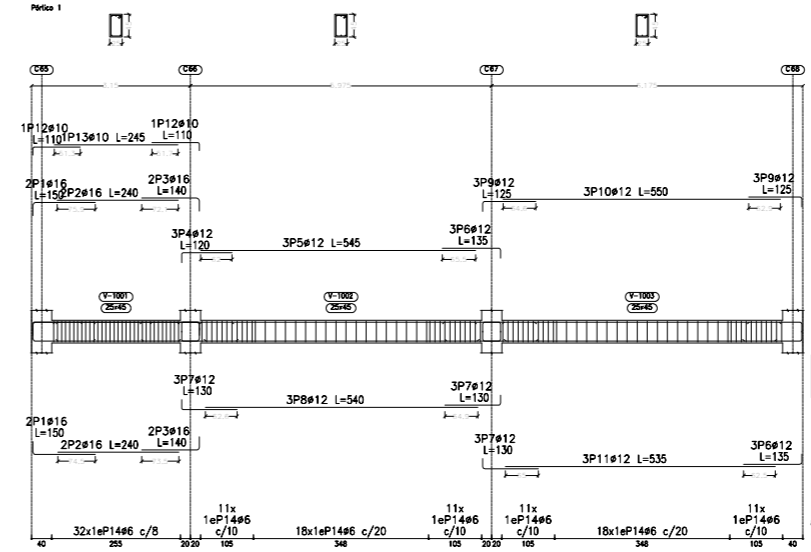 Pórtico 1
C65 C66 C67 C68
1P12ø10 L=110
1P13ø10 L=245
1P12ø10 L=110
2P1ø16 L=150
2P2ø16 L=240
2P3ø16 L=140
3P9ø12 L=125
3P10ø12 L=550
3P9ø12 L=125
3P4ø12 L=120
3P5ø12 L=545
3P6ø12 L=135
V-1001 V-1002 V-1003
25x45 25x45 25x45
3P7ø12 L=130
3P8ø12 L=540
3P7ø12 L=130
2P1ø16 L=150
2P2ø16 L=240
2P3ø16 L=140
3P7ø12 L=130
3P11ø12 L=535
3P6ø12 L=135
32x1eP14ø6 c/8
11x 1eP14ø6 c/10
18x1eP14ø6 c/20
11x 1eP14ø6 c/10
11x 1eP14ø6 c/10
18x1eP14ø6 c/20
11x 1eP14ø6 c/10
40 255 20 20 105 348 105 20 20 105 348 105 40